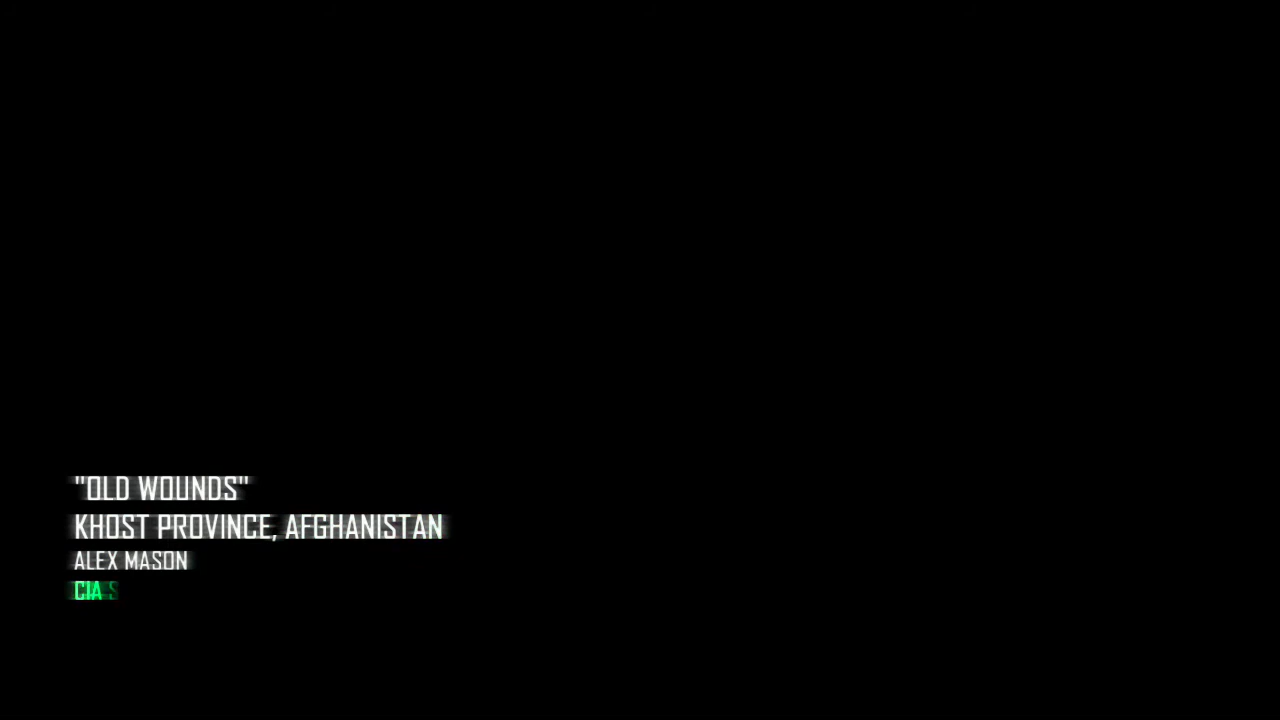 "OLD WOUNDS"
KHOST PROVINCE, AFGHANISTAN
ALEX MASON
CIA S